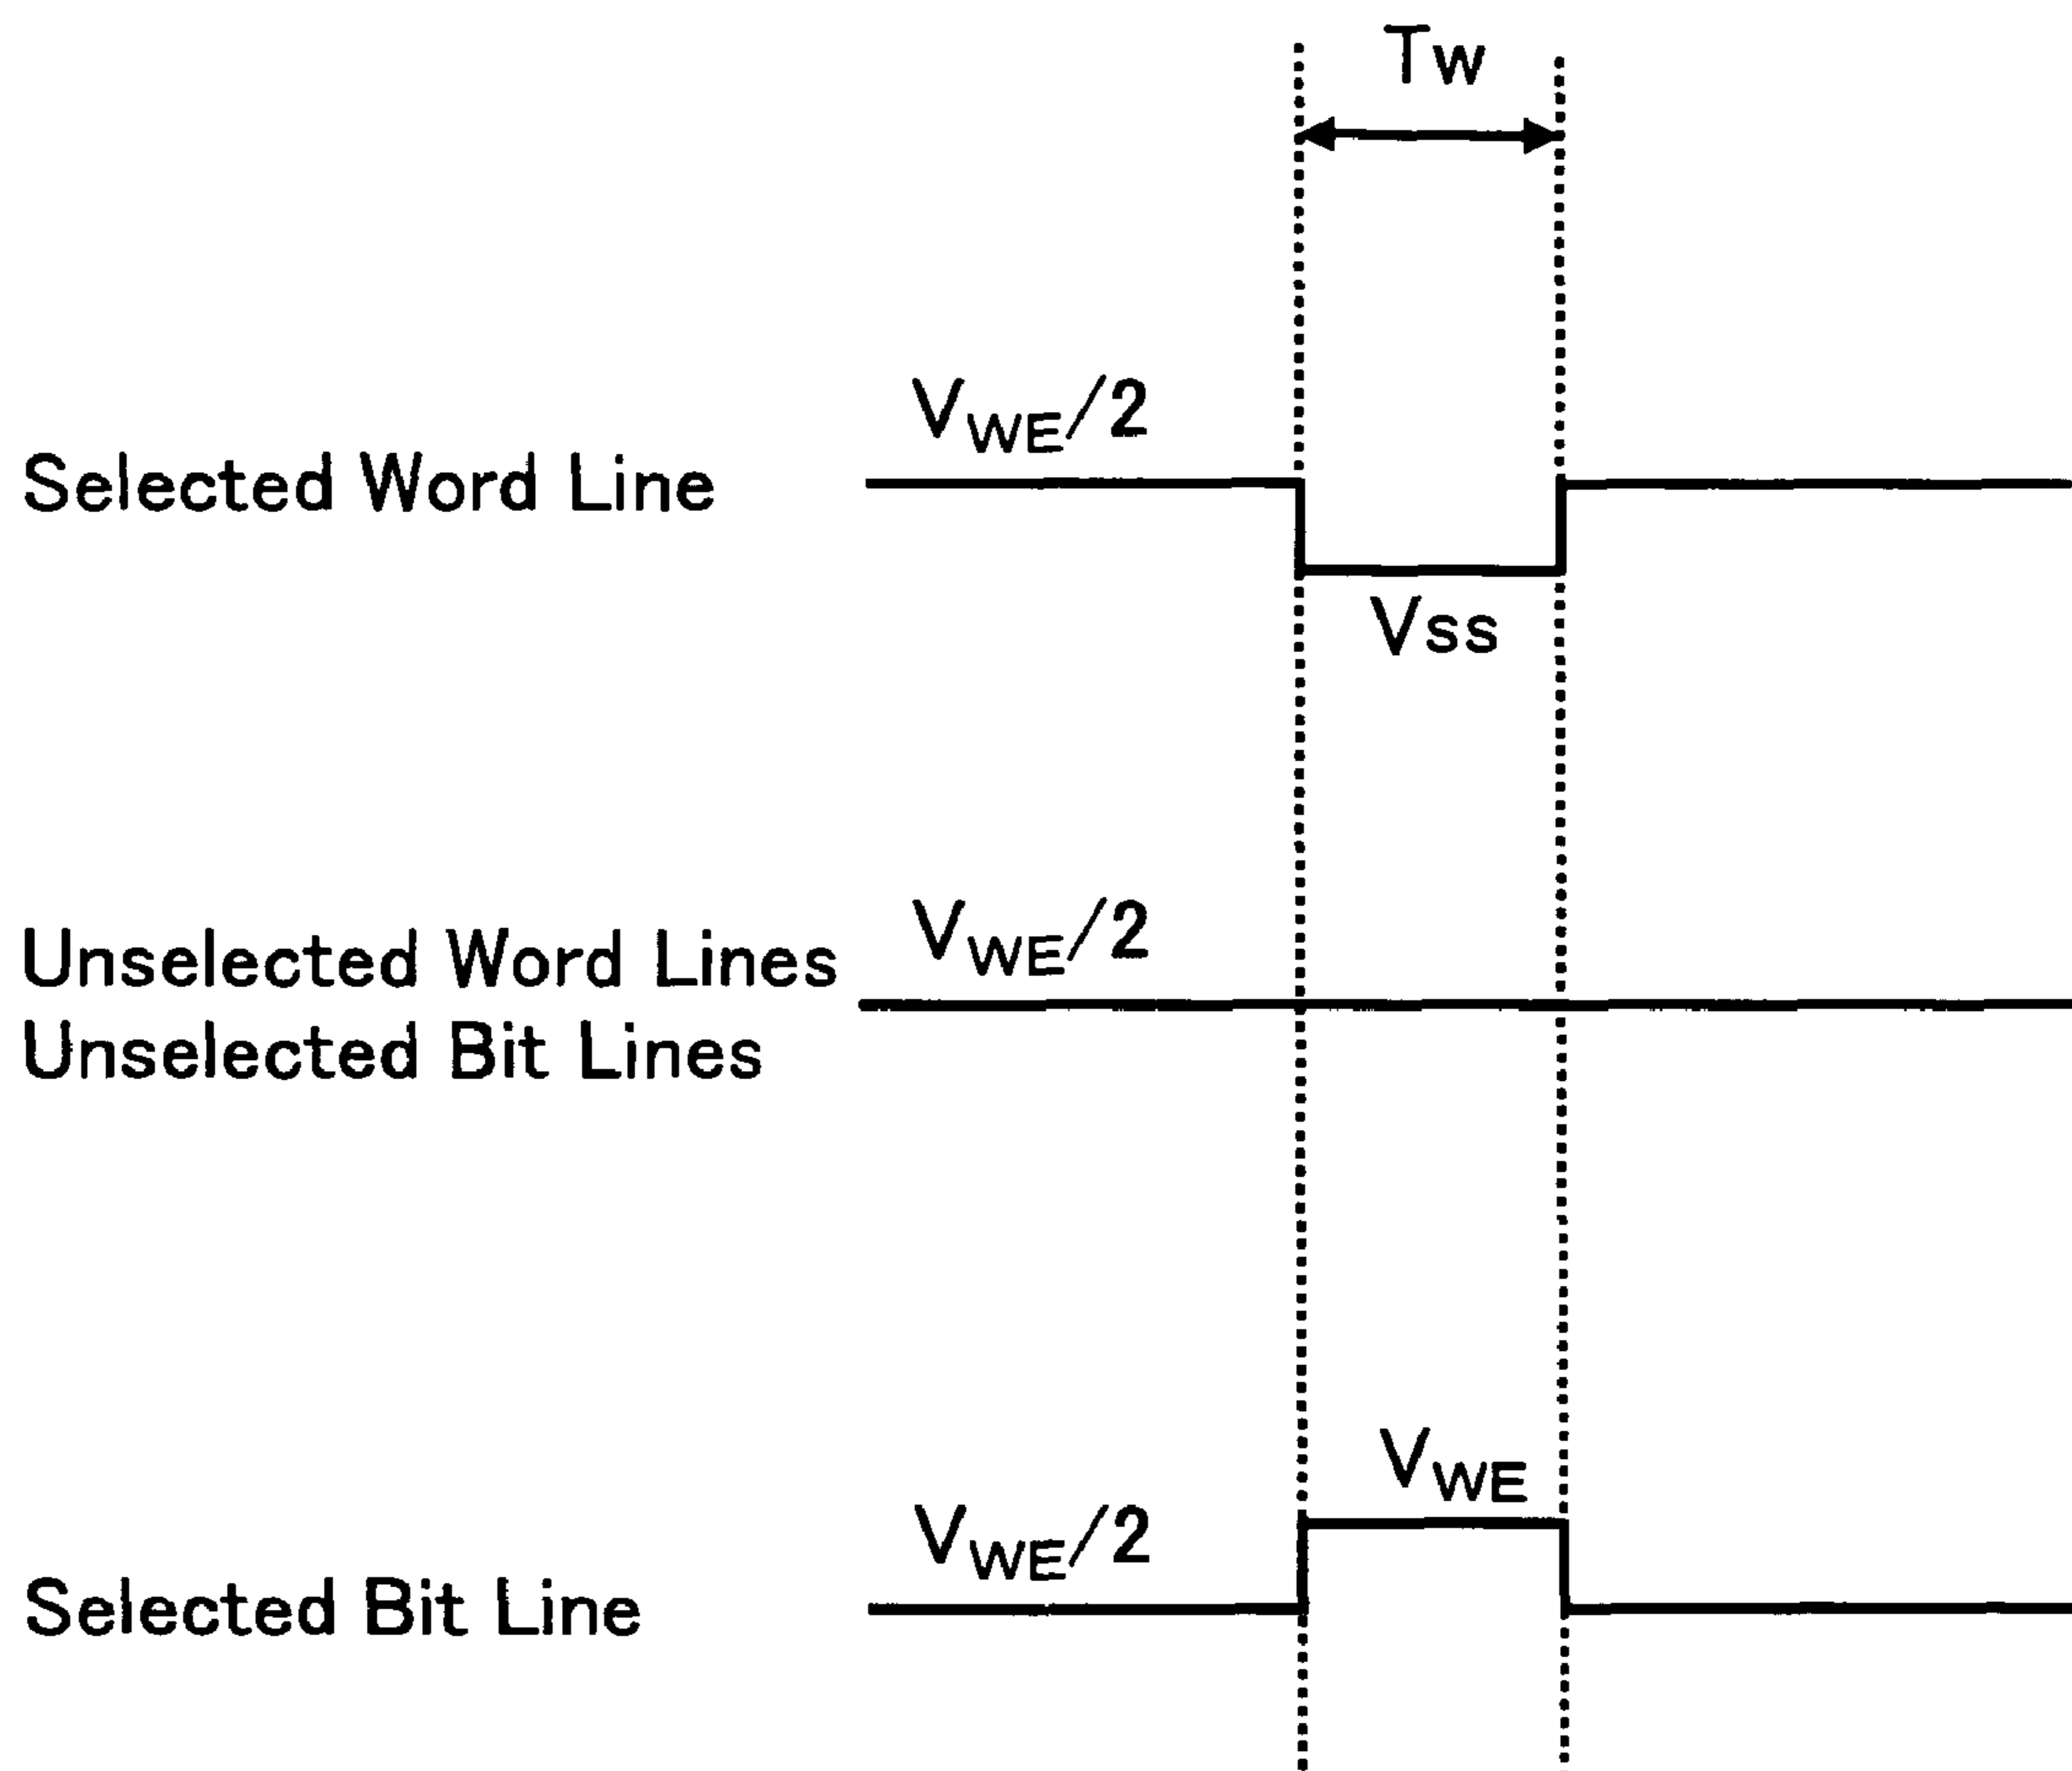 Tw
V_WE/2
Selected Word Line
Vss
V_WE/2
Unselected Word Lines
Unselected Bit Lines
V_WE
V_WE/2
Selected Bit Line